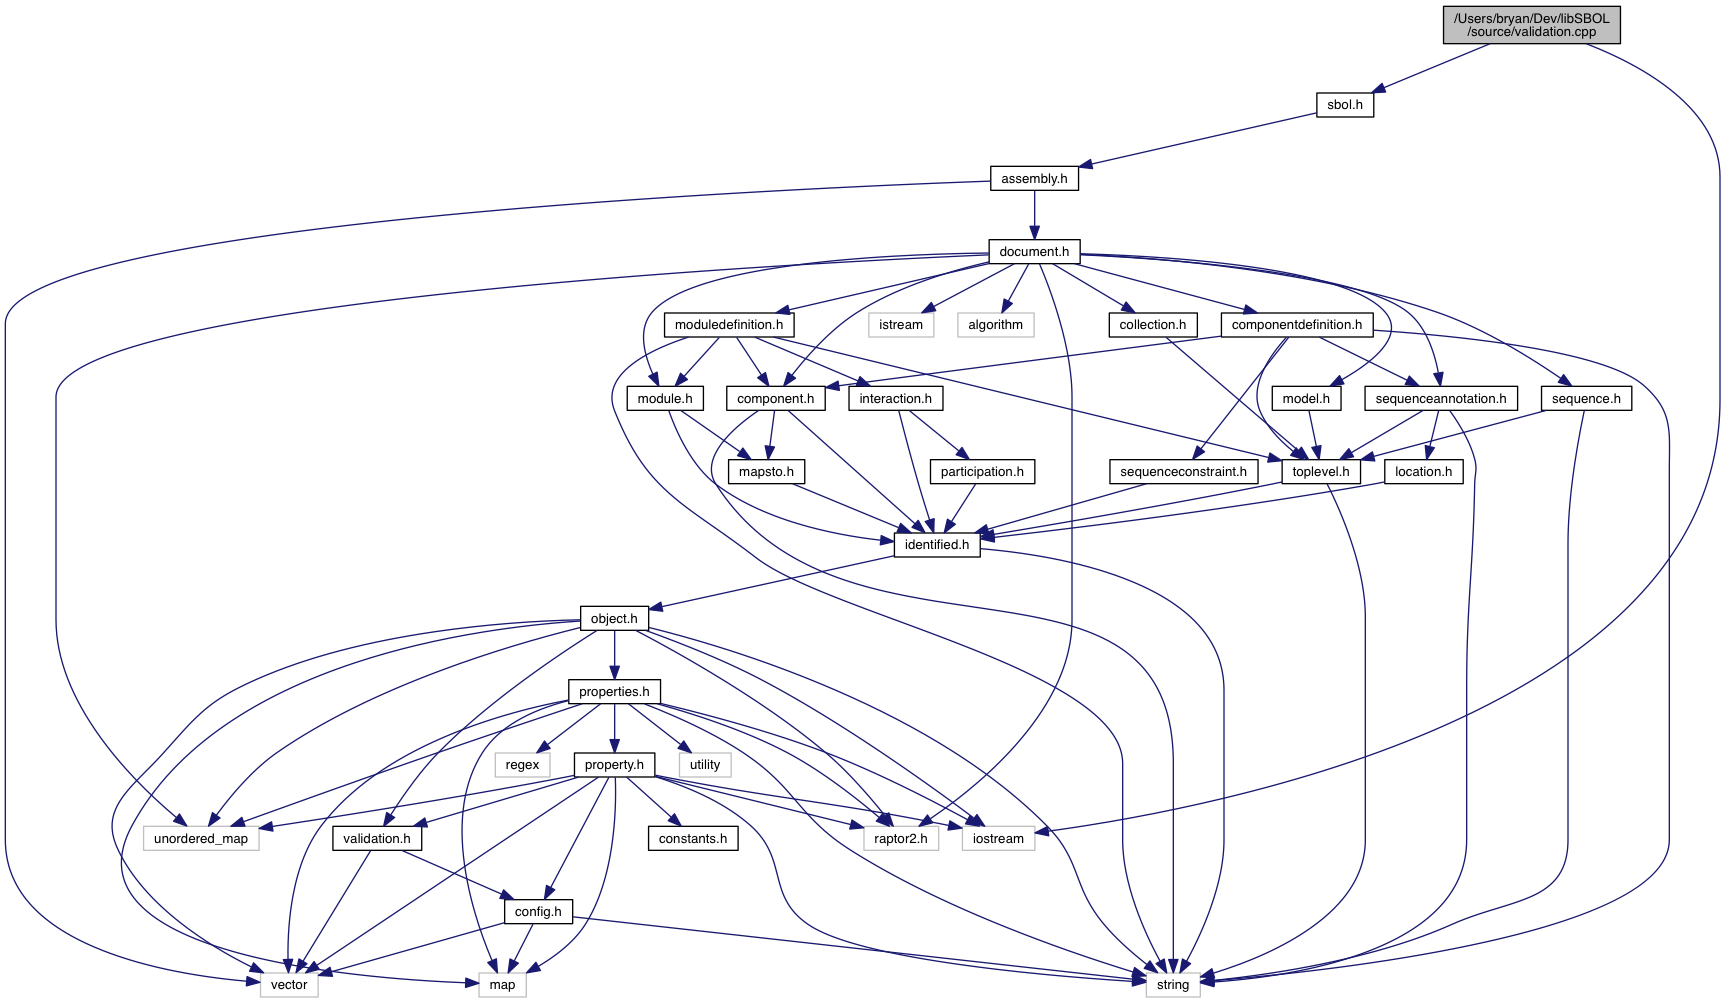 /Users/bryan/Dev/libSBOL
/source/validation.cpp
sbol.h
assembly.h
document.h
moduledefinition.h
istream
algorithm
collection.h
componentdefinition.h
module.h
component.h
interaction.h
model.h
sequenceannotation.h
sequence.h
mapsto.h
participation.h
sequenceconstraint.h
toplevel.h
location.h
identified.h
object.h
properties.h
regex
property.h
utility
unordered_map
validation.h
constants.h
raptor2.h
iostream
config.h
vector
map
string